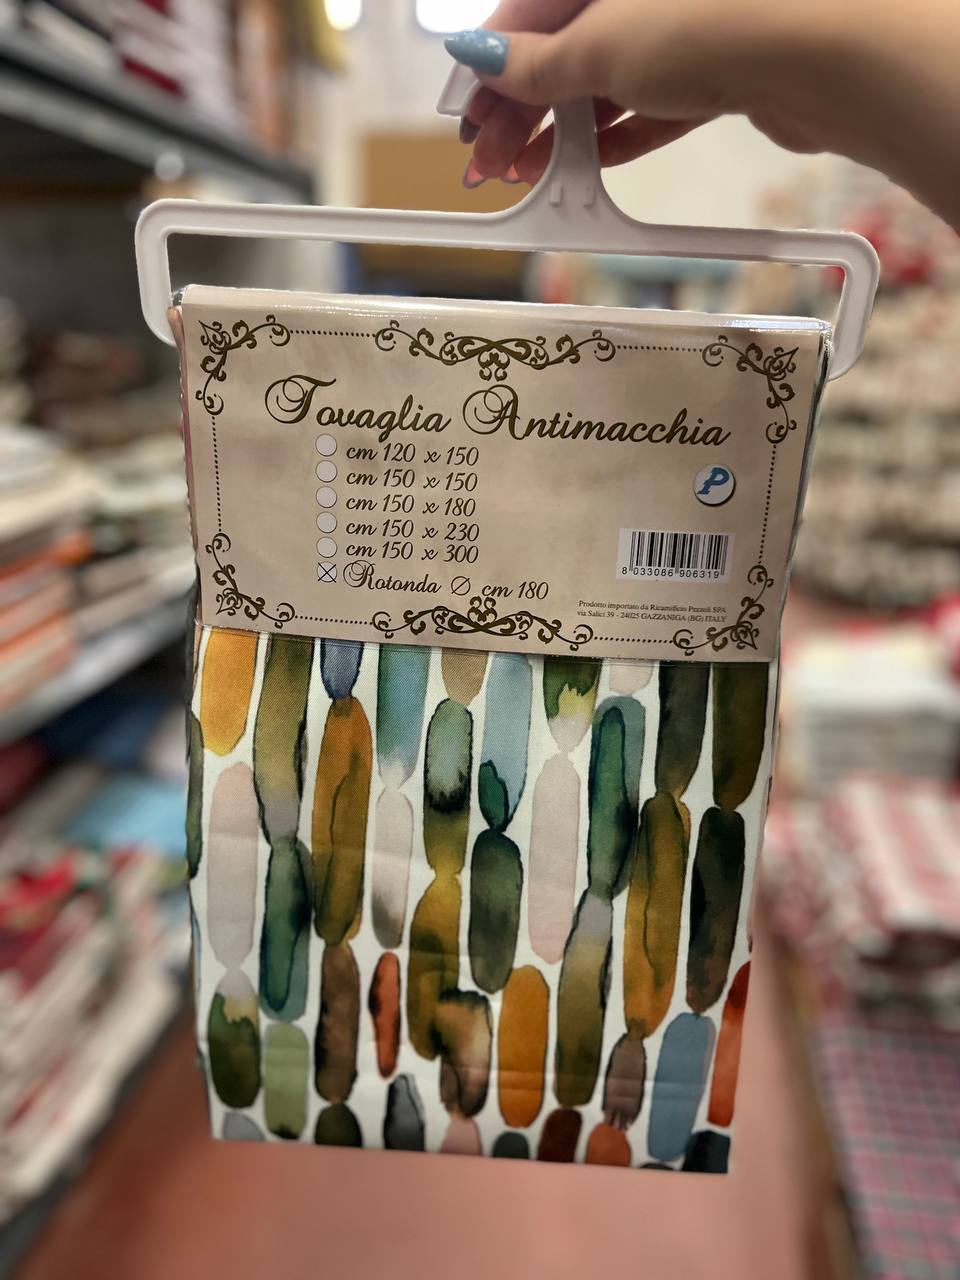 Tovaglia Antimacchia
cm 120 x 150
cm 150 x 150
cm 150 x 180
cm 150 x 230
cm 150 x 300
Rotonda Ø cm 180
P
8 033086 906319
Prodotto importato da Ricamificio Pezzoli SPA
via Salici 39 - 24025 GAZZANIGA (BG) ITALY